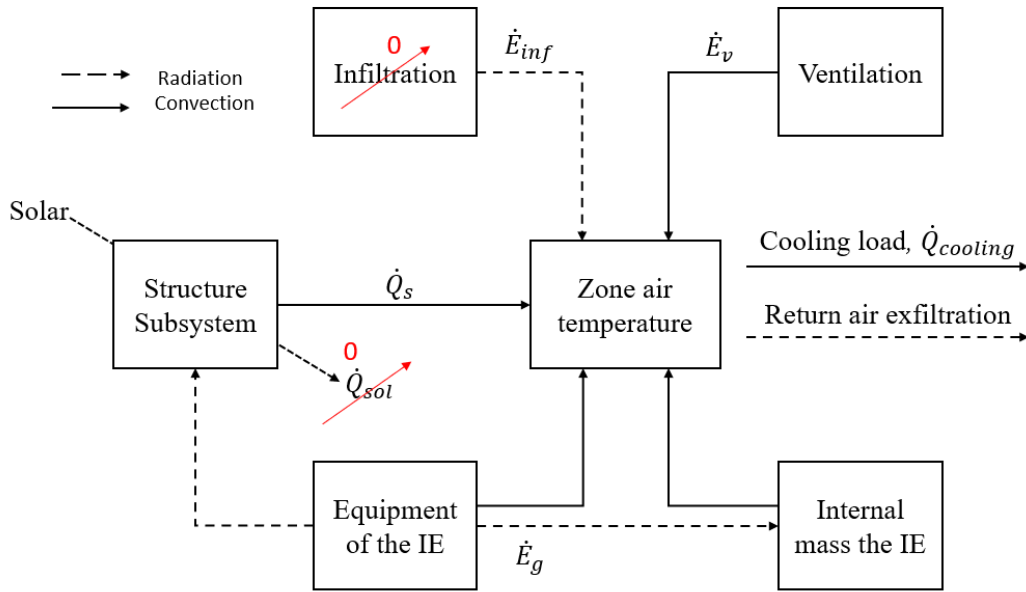 0
Infiltration
Ė_inf
Ė_v
Ventilation
Radiation
Convection
Solar
Structure
Subsystem
Q̇_s
Zone air
temperature
Cooling load, Q̇_cooling
Return air exfiltration
0
Q̇_sol
Equipment
of the IE
Ė_g
Internal
mass the IE